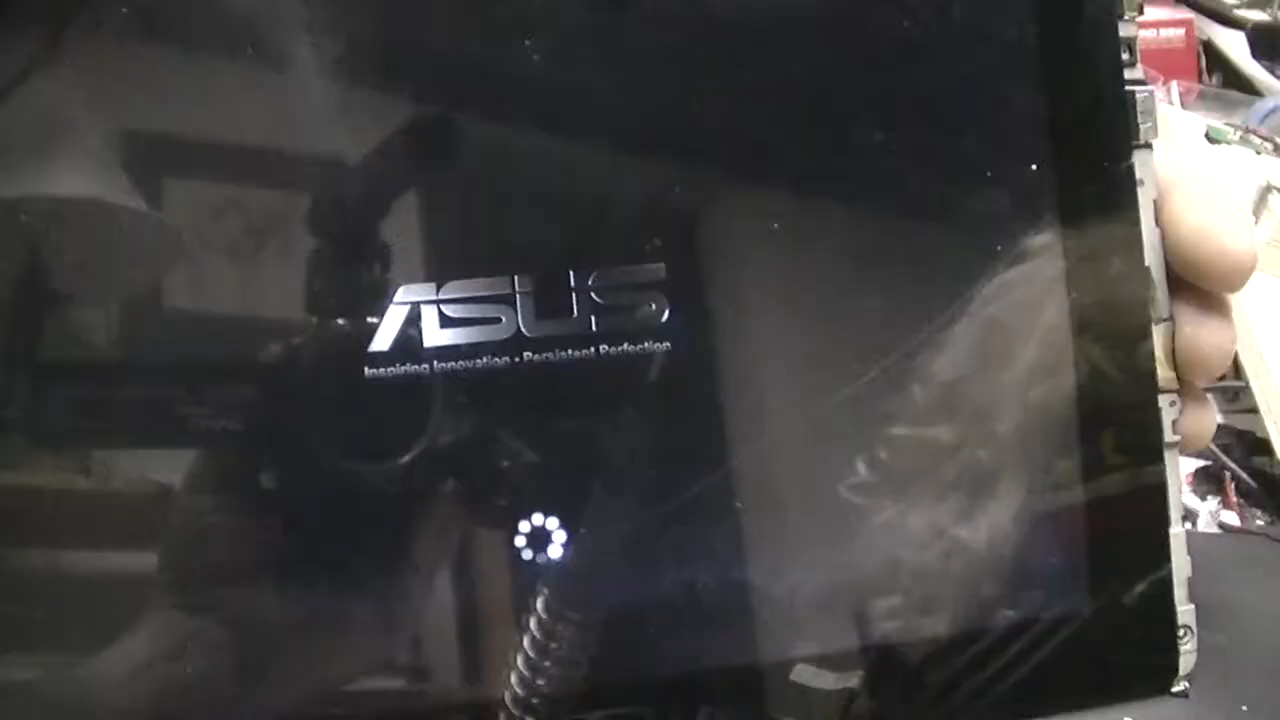 ASUS
Inspiring Innovation • Persistent Perfection